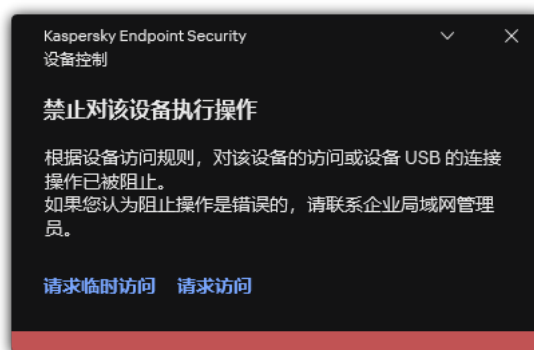 Kaspersky Endpoint Security
设备控制
禁止对该设备执行操作
根据设备访问规则，对该设备的访问或设备 USB 的连接
操作已被阻止。
如果您认为阻止操作是错误的，请联系企业局域网管理
员。
请求临时访问 请求访问